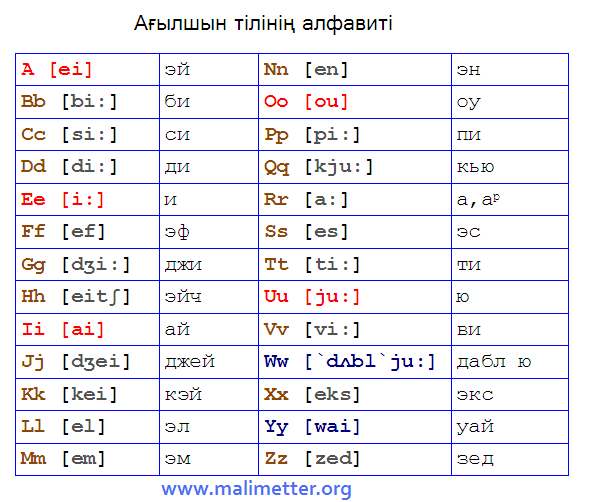 Ағылшын тілінің алфавиті
A [ei] эй Nn [en] эн
Bb [bi:] би Oo [ou] оу
Cc [si:] си Pp [pi:] пи
Dd [di:] ди Qq [kju:] кью
Ee [i:] и Rr [a:] а,аᵖ
Ff [ef] эф Ss [es] эс
Gg [dʒi:] джи Tt [ti:] ти
Hh [eitʃ] эйч Uu [ju:] ю
Ii [ai] ай Vv [vi:] ви
Jj [dʒei] джей Ww [`dʌbl`ju:] дабл ю
Kk [kei] кэй Xx [eks] экс
Ll [el] эл Yy [wai] уай
Mm [em] эм Zz [zed] зед
www.malimetter.org